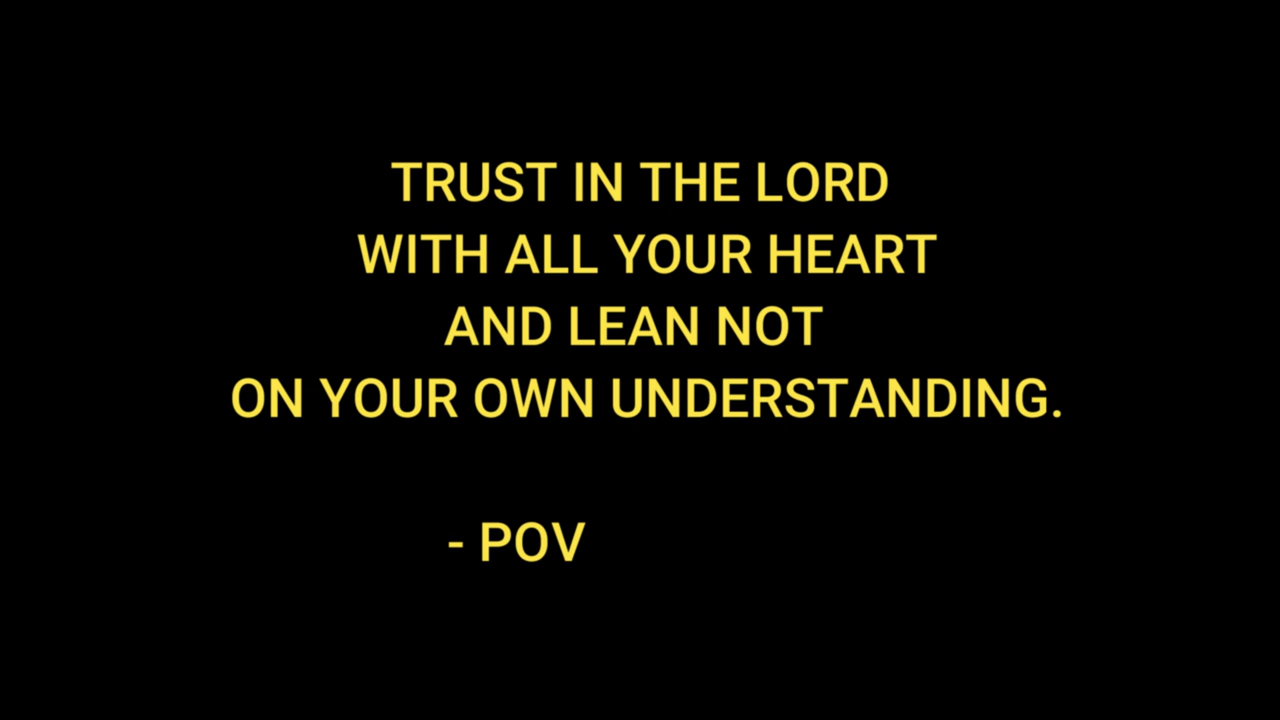 TRUST IN THE LORD
WITH ALL YOUR HEART
AND LEAN NOT
ON YOUR OWN UNDERSTANDING.
- POV